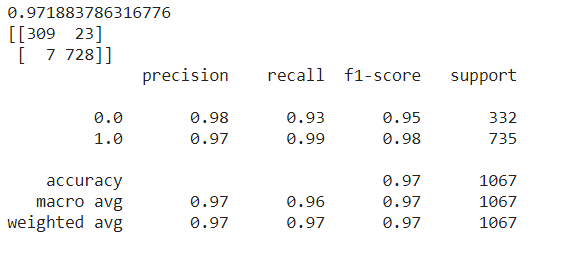 0.971883786316776
[[309  23]
 [  7 728]]
              precision    recall  f1-score   support

         0.0       0.98      0.93      0.95       332
         1.0       0.97      0.99      0.98       735

    accuracy                           0.97      1067
   macro avg       0.97      0.96      0.97      1067
weighted avg       0.97      0.97      0.97      1067